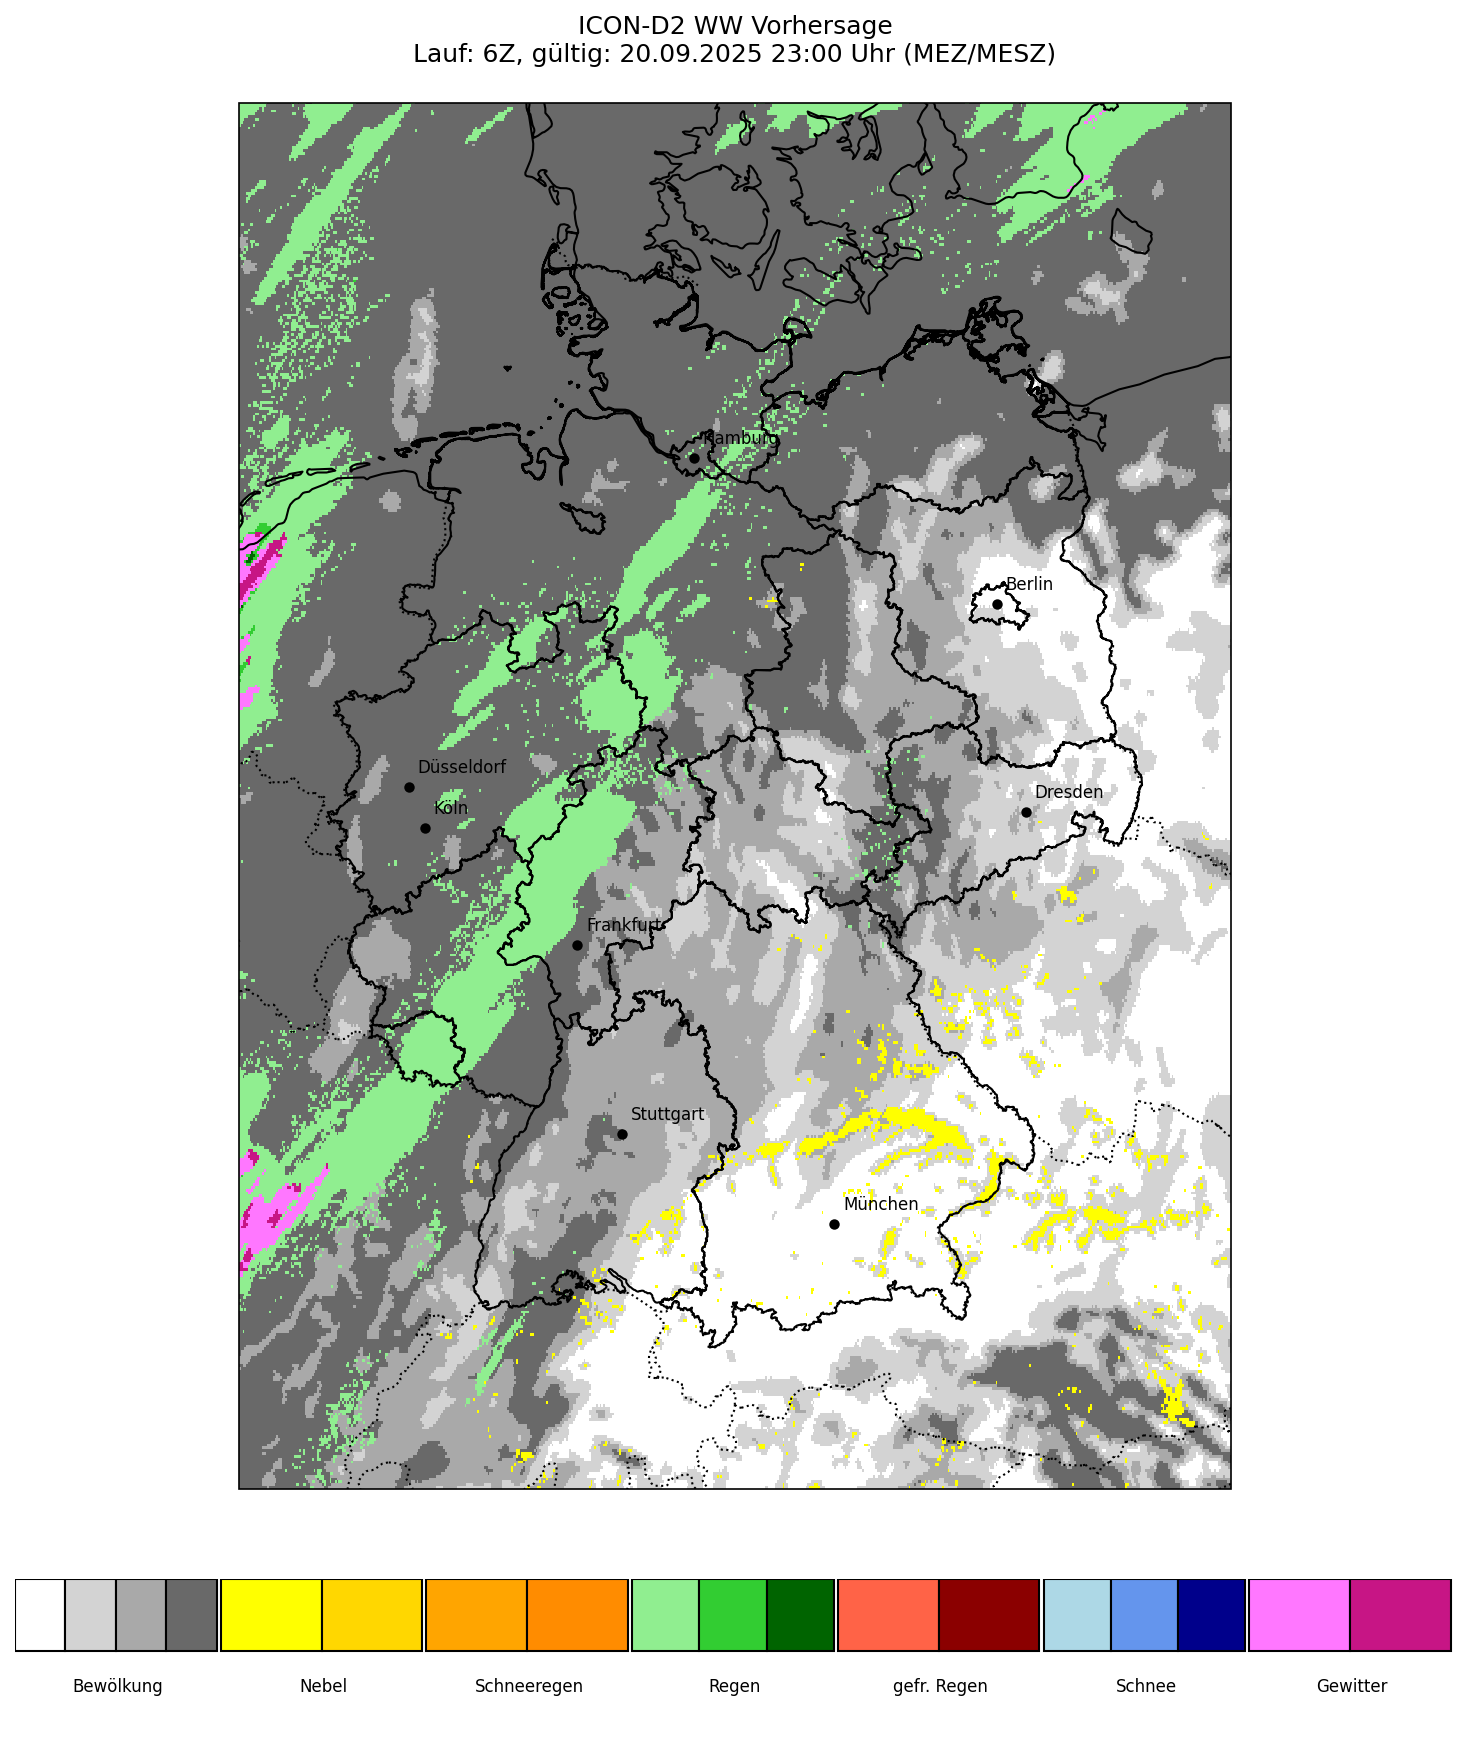 ICON-D2 WW Vorhersage
Lauf: 6Z, gültig: 20.09.2025 23:00 Uhr (MEZ/MESZ)
Hamburg
Berlin
Düsseldorf
Köln
Dresden
Frankfurt
Stuttgart
München
Bewölkung
Nebel
Schneeregen
Regen
gefr. Regen
Schnee
Gewitter